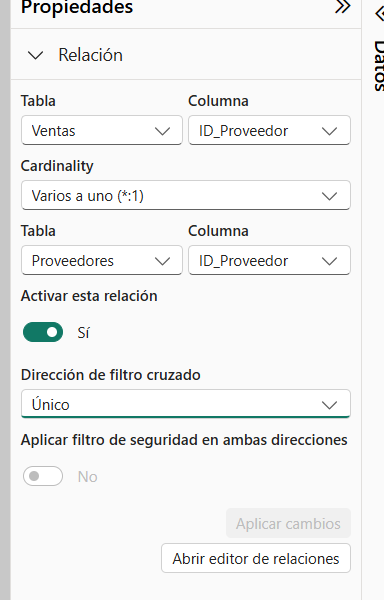 Propiedades
Relación
Tabla Columna
Ventas ID_Proveedor
Cardinality
Varios a uno (*:1)
Tabla Columna
Proveedores ID_Proveedor
Activar esta relación
Sí
Dirección de filtro cruzado
Único
Aplicar filtro de seguridad en ambas direcciones
No
Aplicar cambios
Abrir editor de relaciones
Datos